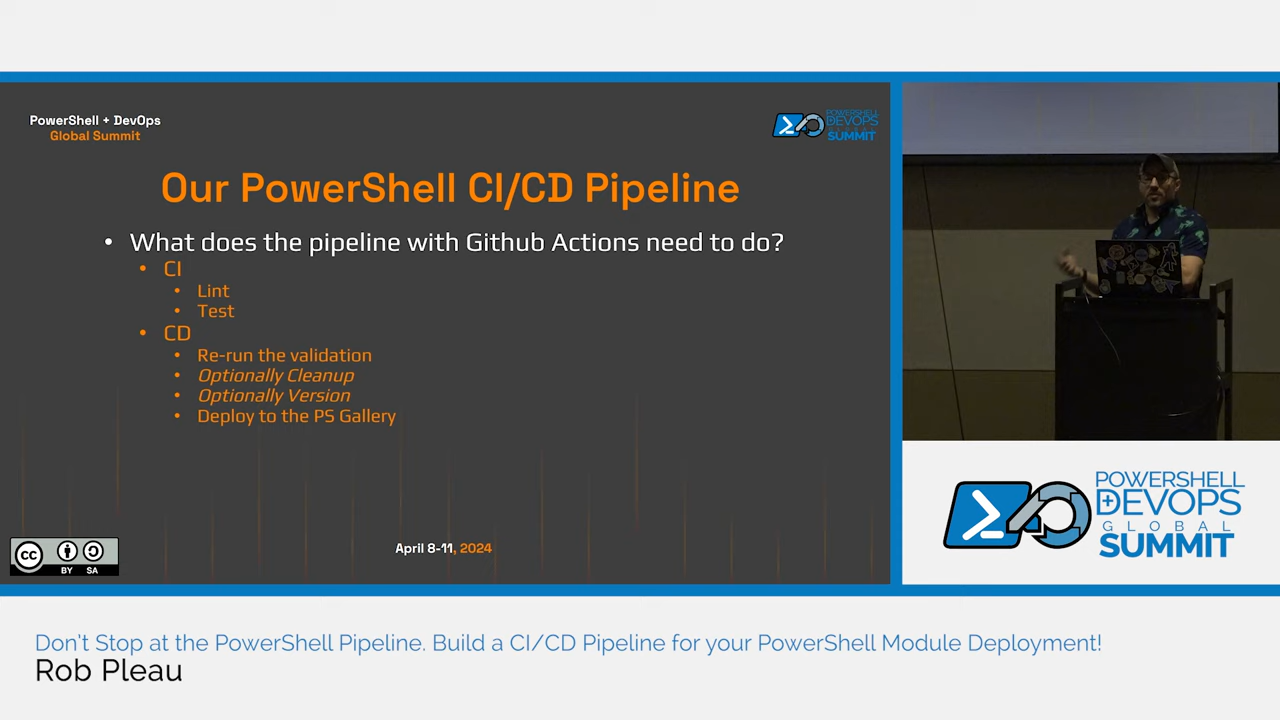 PowerShell + DevOps
Global Summit
POWERSHELL
DEVOPS
GLOBAL
SUMMIT
Our PowerShell CI/CD Pipeline
• What does the pipeline with Github Actions need to do?
• CI
• Lint
• Test
• CD
• Re-run the validation
• Optionally Cleanup
• Optionally Version
• Deploy to the PS Gallery
cc
BY SA
April 8-11, 2024
POWERSHELL
+DEVOPS
GLOBAL
SUMMIT
Don't Stop at the PowerShell Pipeline. Build a CI/CD Pipeline for your PowerShell Module Deployment!
Rob Pleau